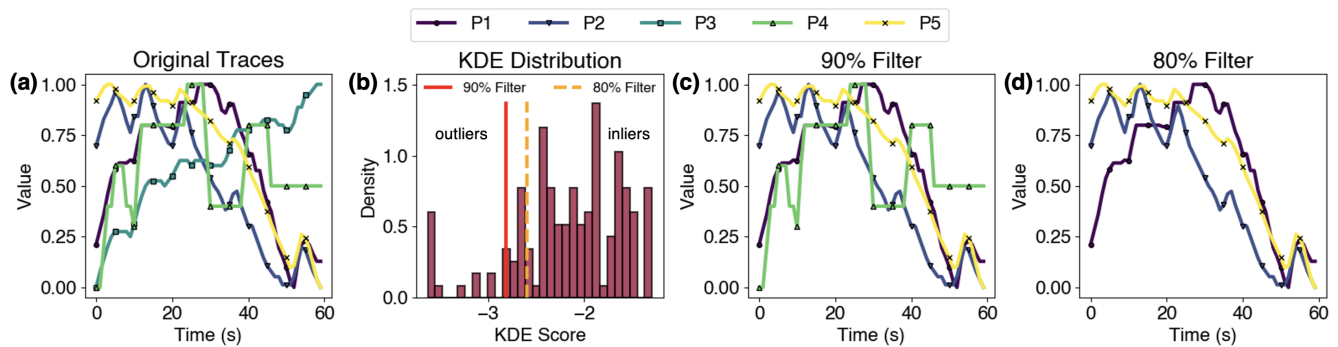 P1 P2 P3 P4 P5
(a) Original Traces
1.00
0.75
0.50
0.25
0.00
Value
0 20 40 60
Time (s)
(b) KDE Distribution
90% Filter 80% Filter
outliers inliers
1.5
1.0
0.5
0.0
Density
−3 −2
KDE Score
(c) 90% Filter
1.00
0.75
0.50
0.25
0.00
Value
0 20 40 60
Time (s)
(d) 80% Filter
1.00
0.75
0.50
0.25
0.00
Value
0 20 40 60
Time (s)